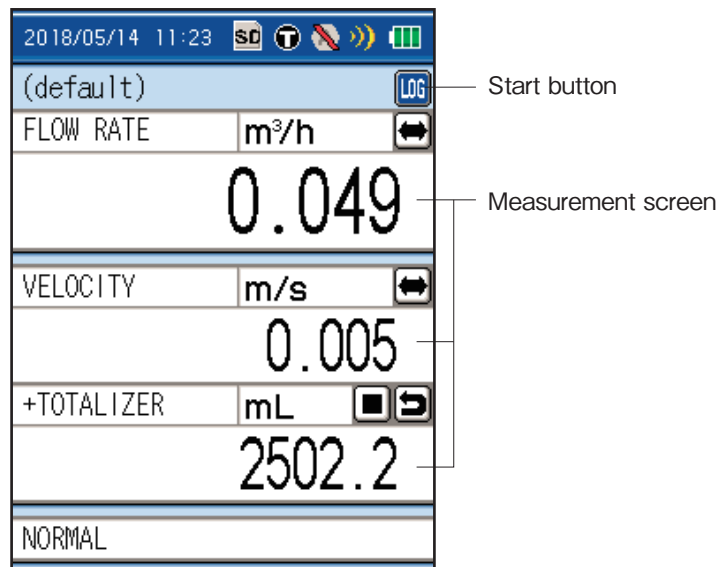 2018/05/14 11:23 SD T
(default) LOG Start button
FLOW RATE m³/h
0.049 Measurement screen
VELOCITY m/s
0.005
+TOTALIZER mL
2502.2
NORMAL